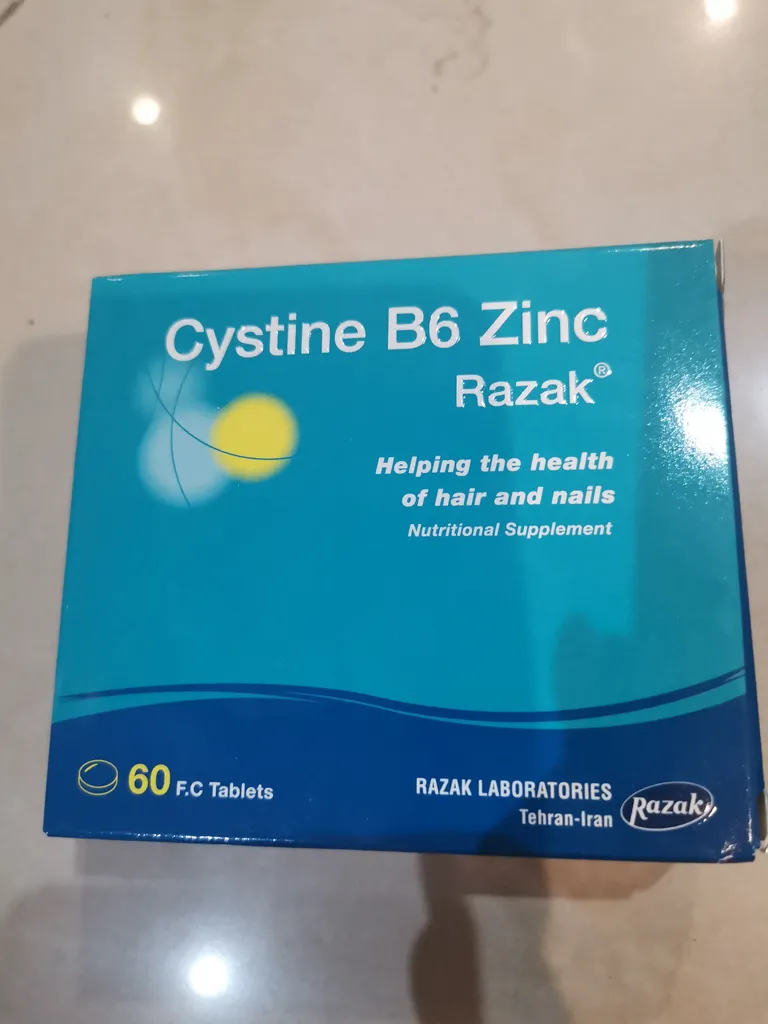 Cystine B6 Zinc
Razak®
Helping the health
of hair and nails
Nutritional Supplement
60 F.C Tablets
RAZAK LABORATORIES
Tehran-Iran
Razak